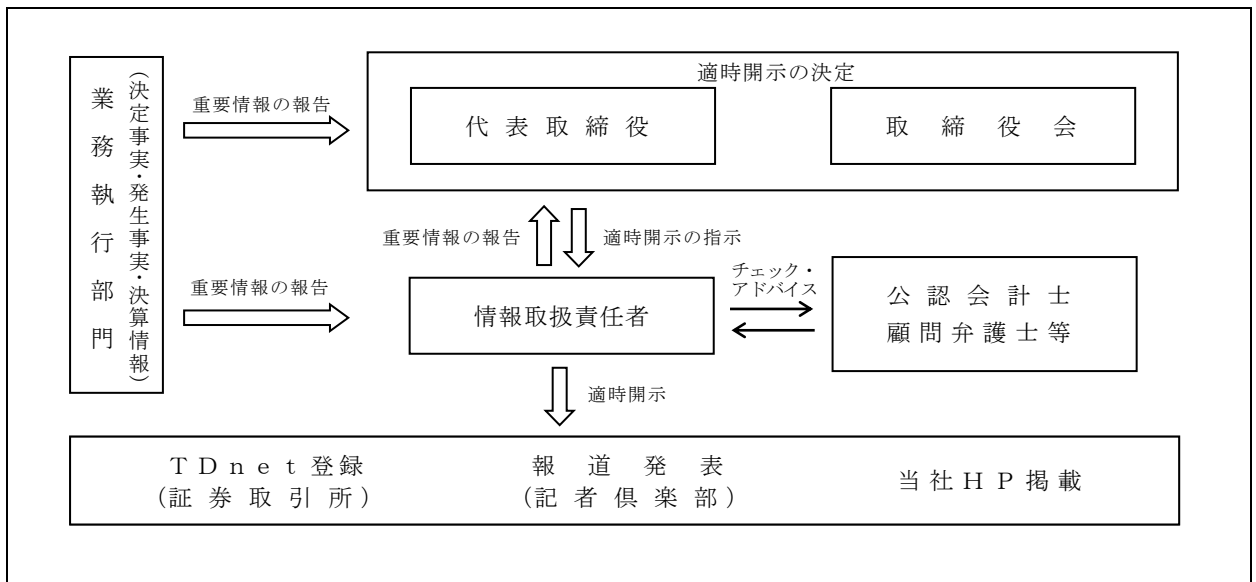 業務執行部門
（決定事実・発生事実・決算情報）
重要情報の報告
適時開示の決定
代表取締役
取締役会
重要情報の報告
適時開示の指示
重要情報の報告
情報取扱責任者
チェック・
アドバイス
公認会計士
顧問弁護士等
適時開示
ＴＤｎｅｔ登録
(証券取引所)
報道発表
(記者倶楽部)
当社ＨＰ掲載